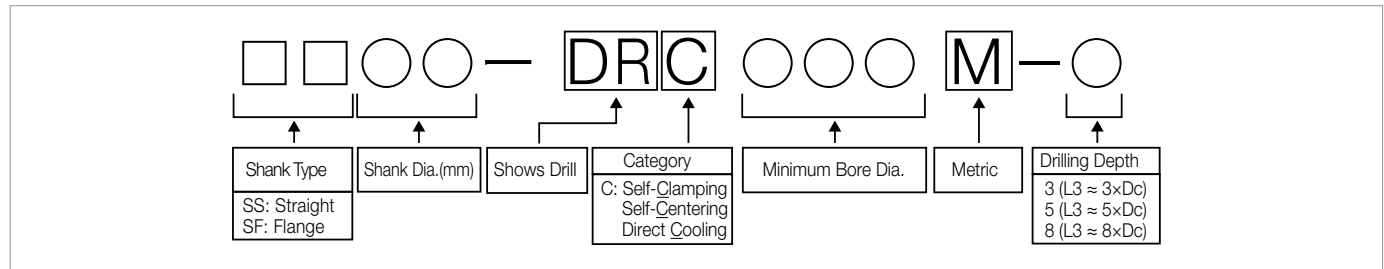 DRC M
Shank Type
SS: Straight
SF: Flange
Shank Dia.(mm)
Shows Drill
Category
C: Self-Clamping
Self-Centering
Direct Cooling
Minimum Bore Dia.
Metric
Drilling Depth
3 (L3 ≈ 3×Dc)
5 (L3 ≈ 5×Dc)
8 (L3 ≈ 8×Dc)